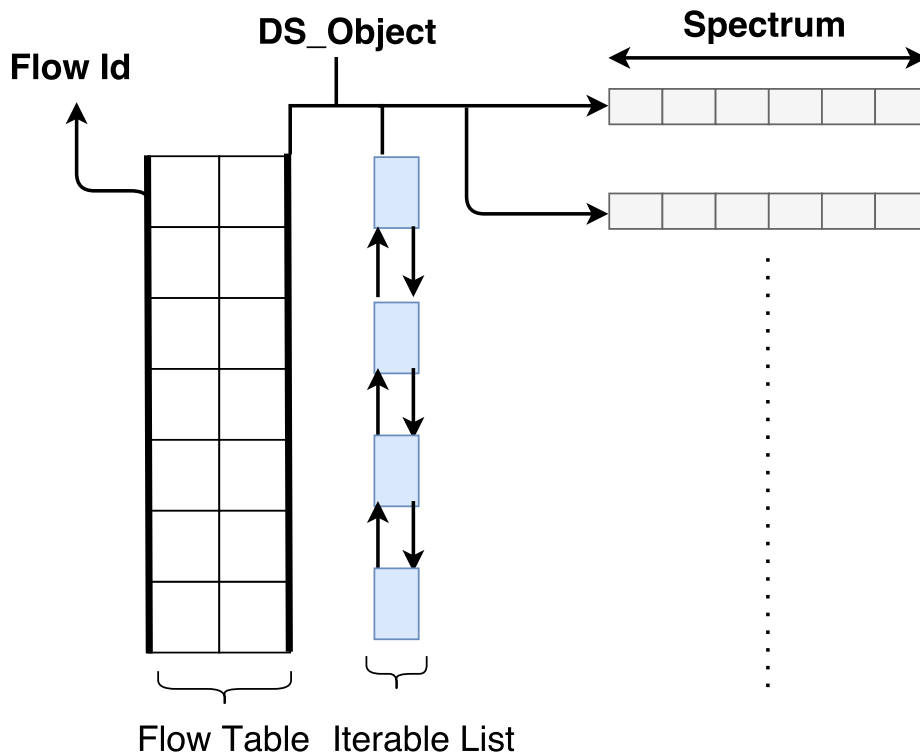 DS_Object
Spectrum
Flow Id
Flow Table
Iterable List